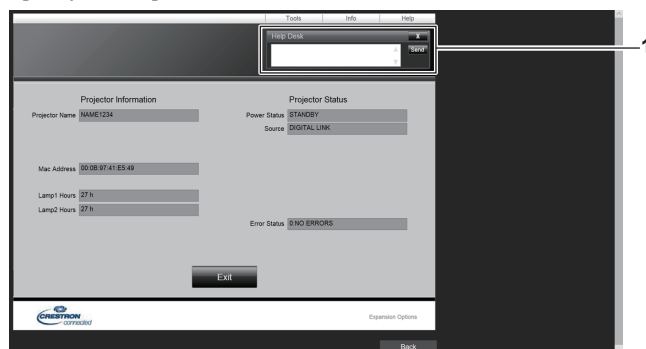 Tools Info Help
Help Desk X
Send
1
Projector Information Projector Status
Projector Name NAME1234 Power Status STANDBY
Source DIGITAL LINK
Mac Address 00:0B:97:41:E5:49
Lamp1 Hours 27 h
Lamp2 Hours 27 h
Error Status 0:NO ERRORS
Exit
CRESTRON
connected
Expansion Options
Back